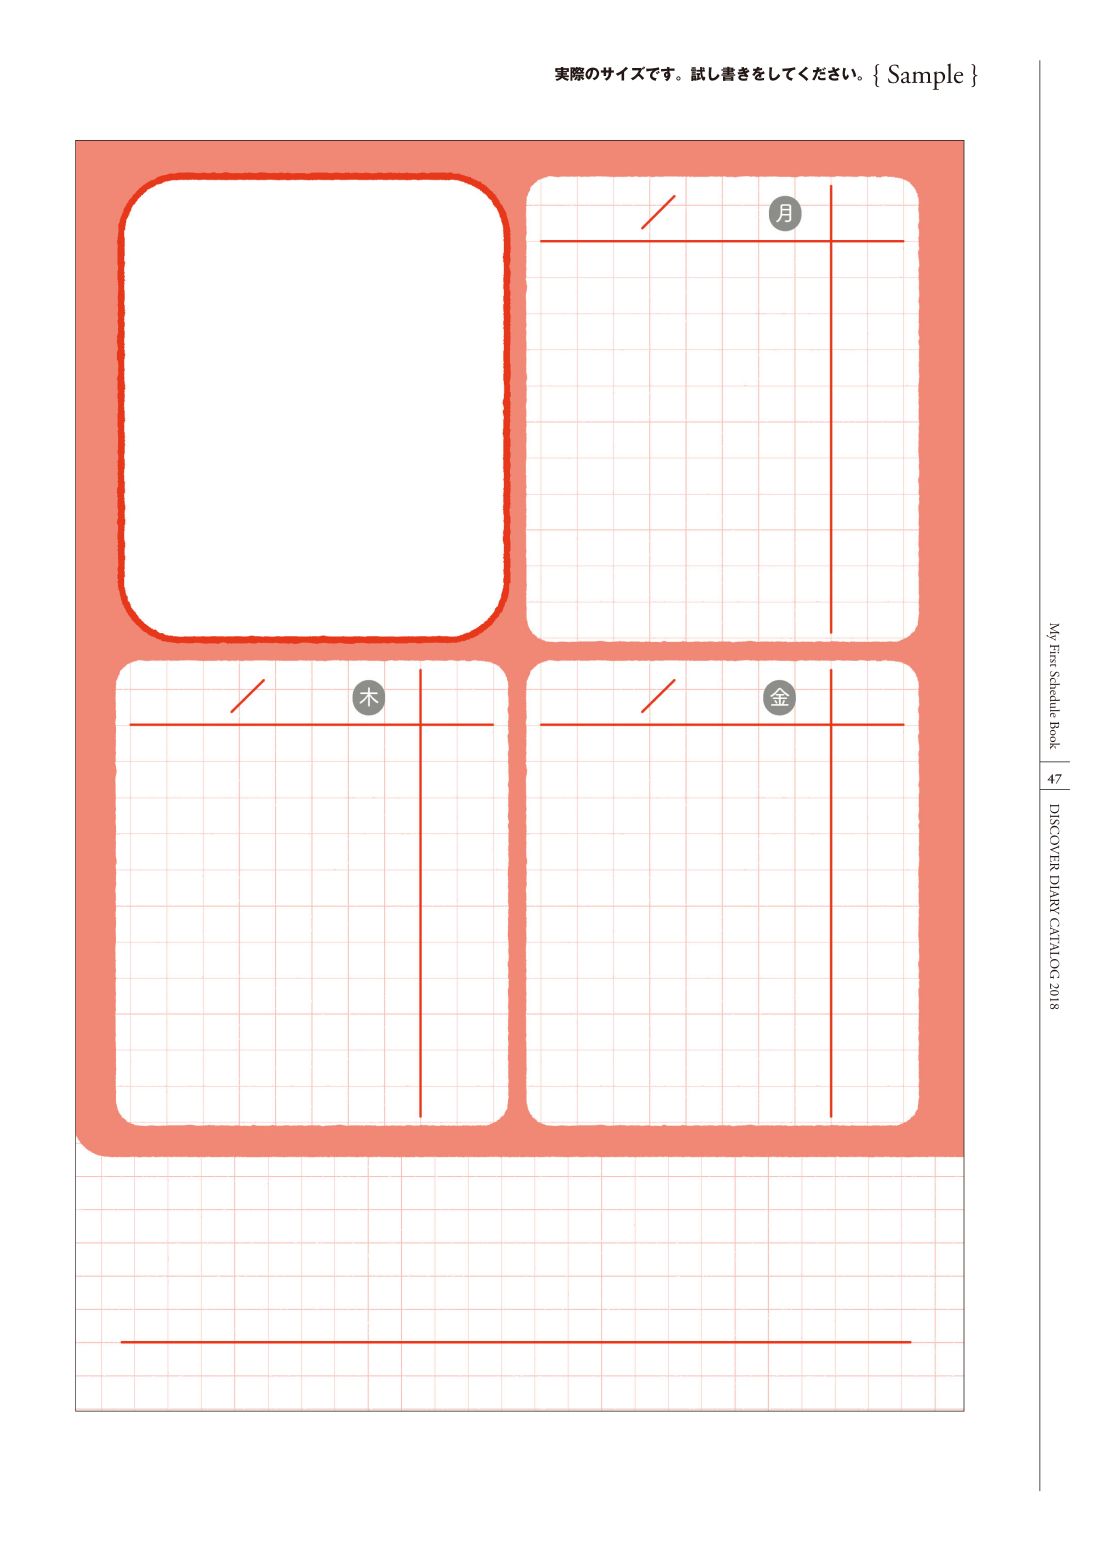 実際のサイズです。試し書きをしてください。{ Sample }
月
木
金
My First Schedule Book
47
DISCOVER DIARY CATALOG 2018